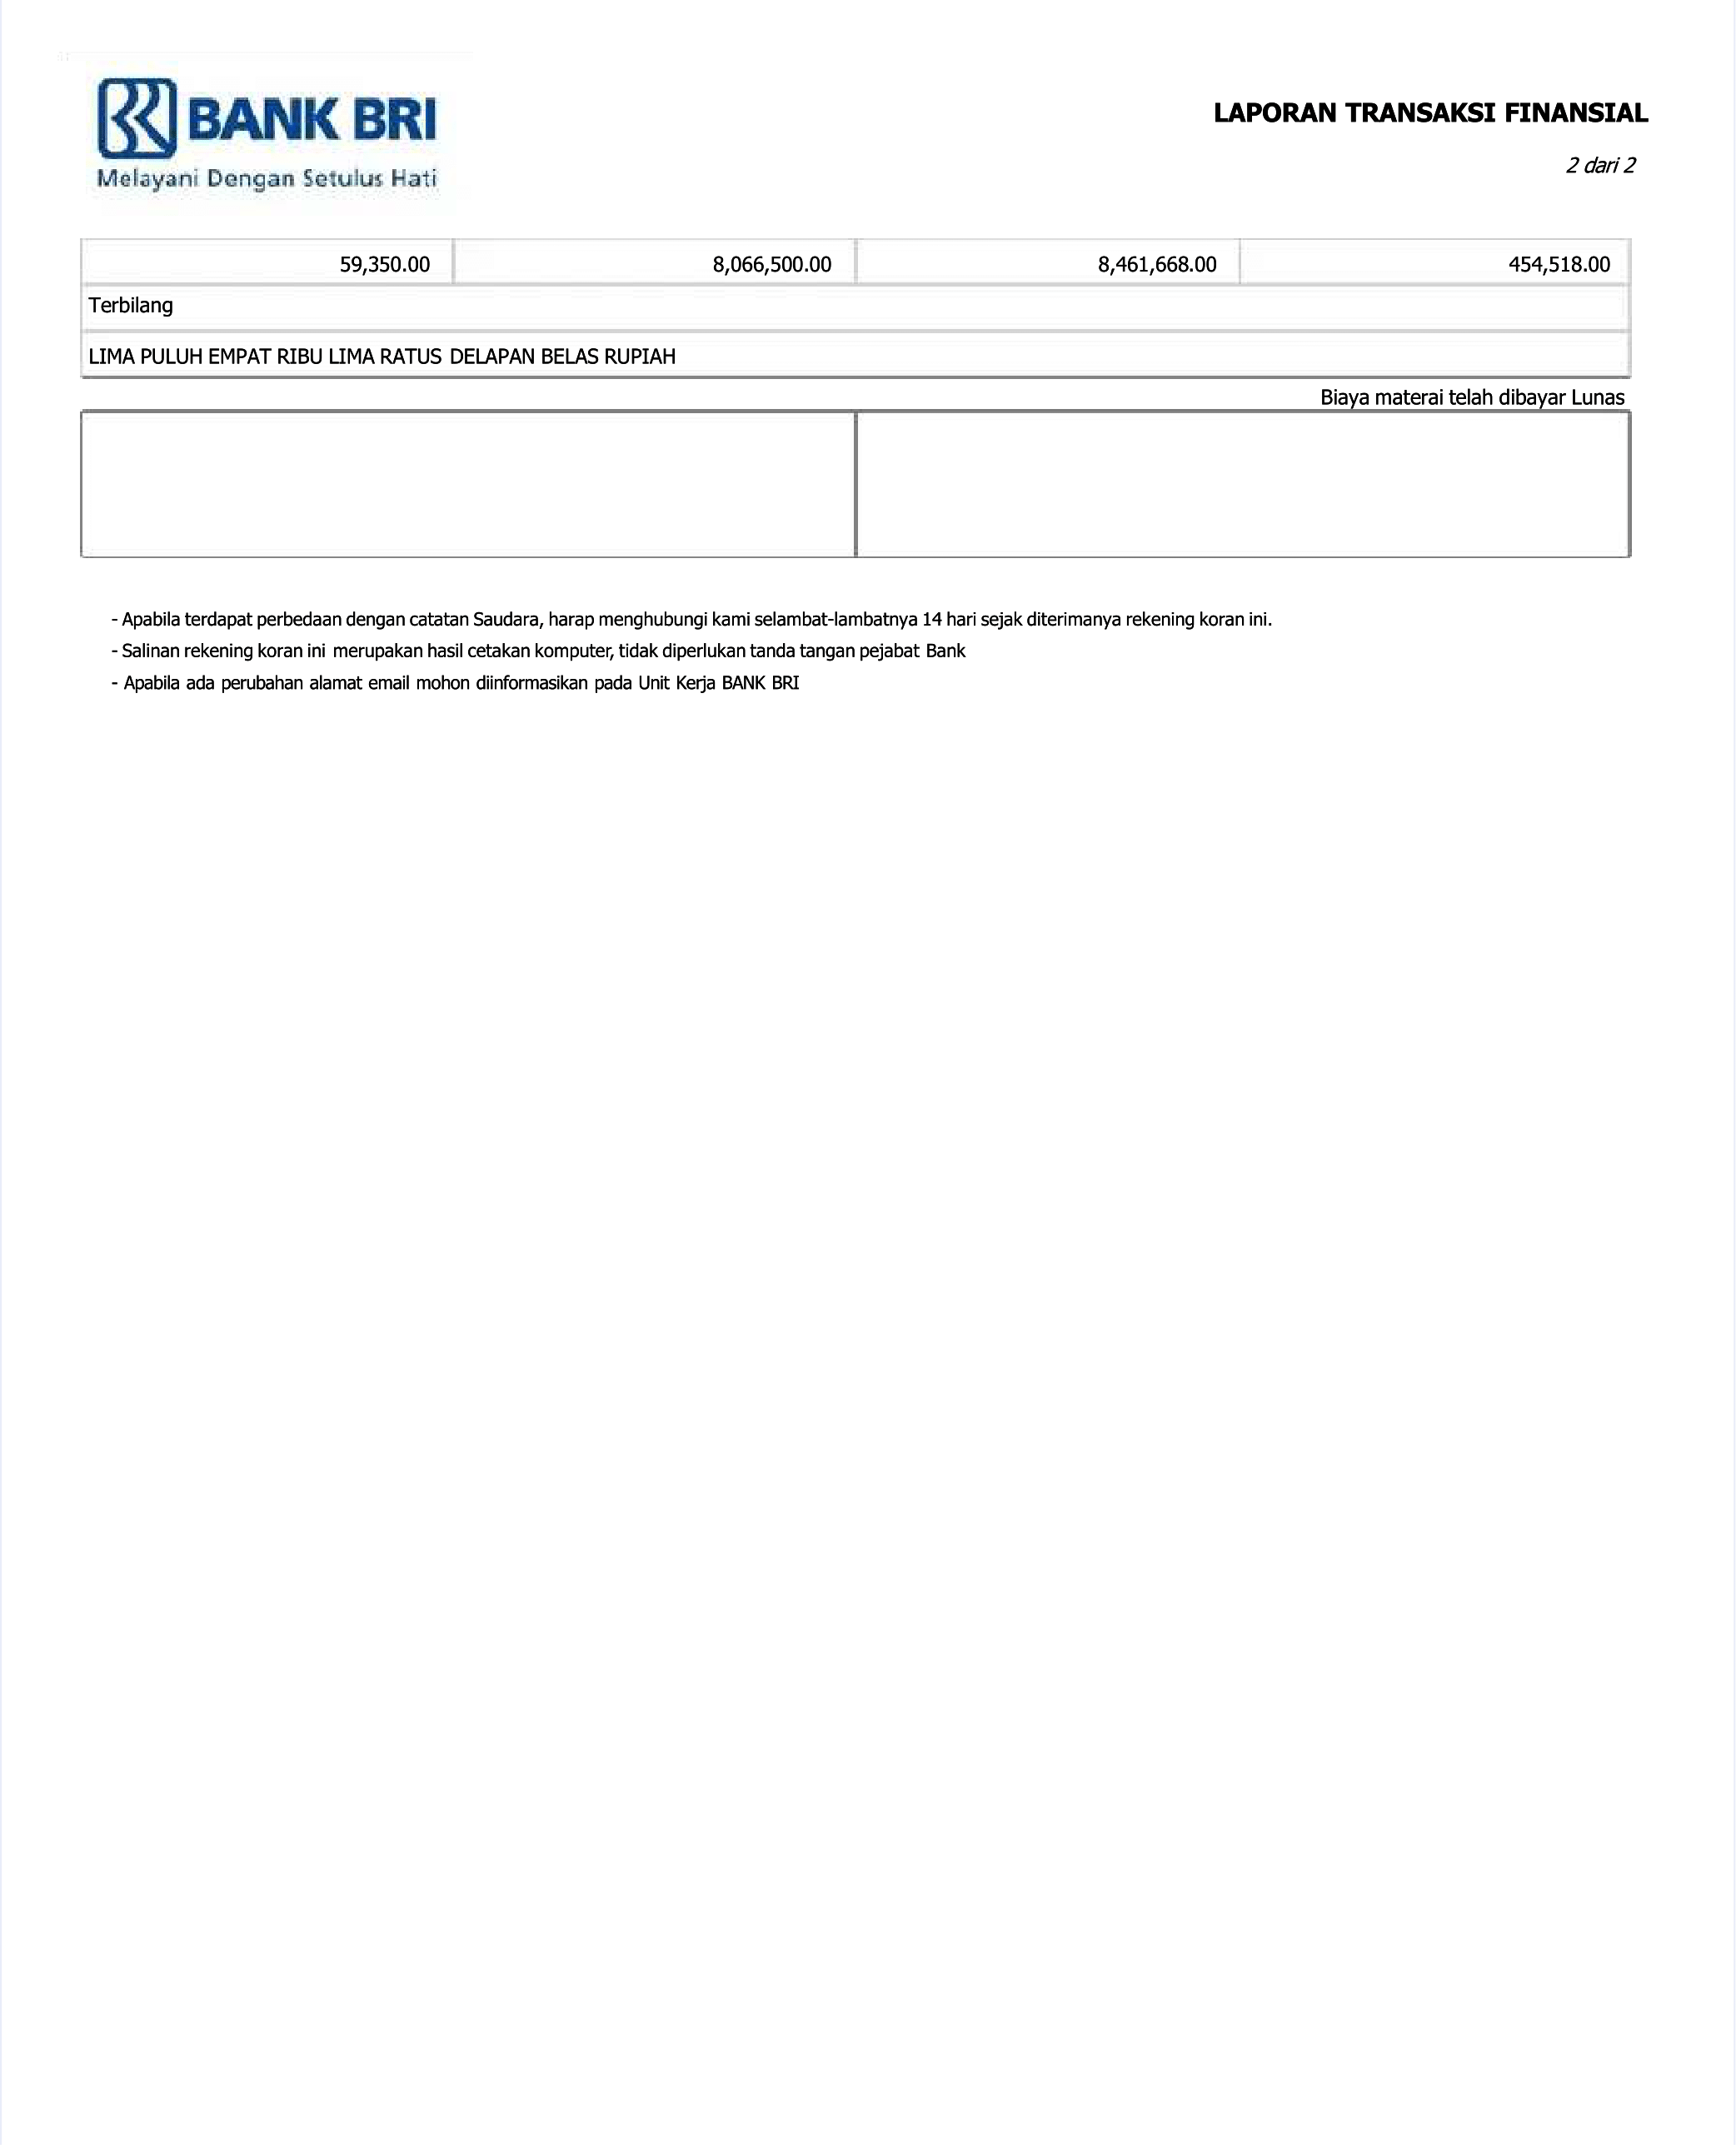 BANK BRI
Melayani Dengan Setulus Hati
LAPORAN TRANSAKSI FINANSIAL
2 dari 2
59,350.00 8,066,500.00 8,461,668.00 454,518.00
Terbilang
LIMA PULUH EMPAT RIBU LIMA RATUS DELAPAN BELAS RUPIAH
Biaya materai telah dibayar Lunas
- Apabila terdapat perbedaan dengan catatan Saudara, harap menghubungi kami selambat-lambatnya 14 hari sejak diterimanya rekening koran ini.
- Salinan rekening koran ini merupakan hasil cetakan komputer, tidak diperlukan tanda tangan pejabat Bank
- Apabila ada perubahan alamat email mohon diinformasikan pada Unit Kerja BANK BRI